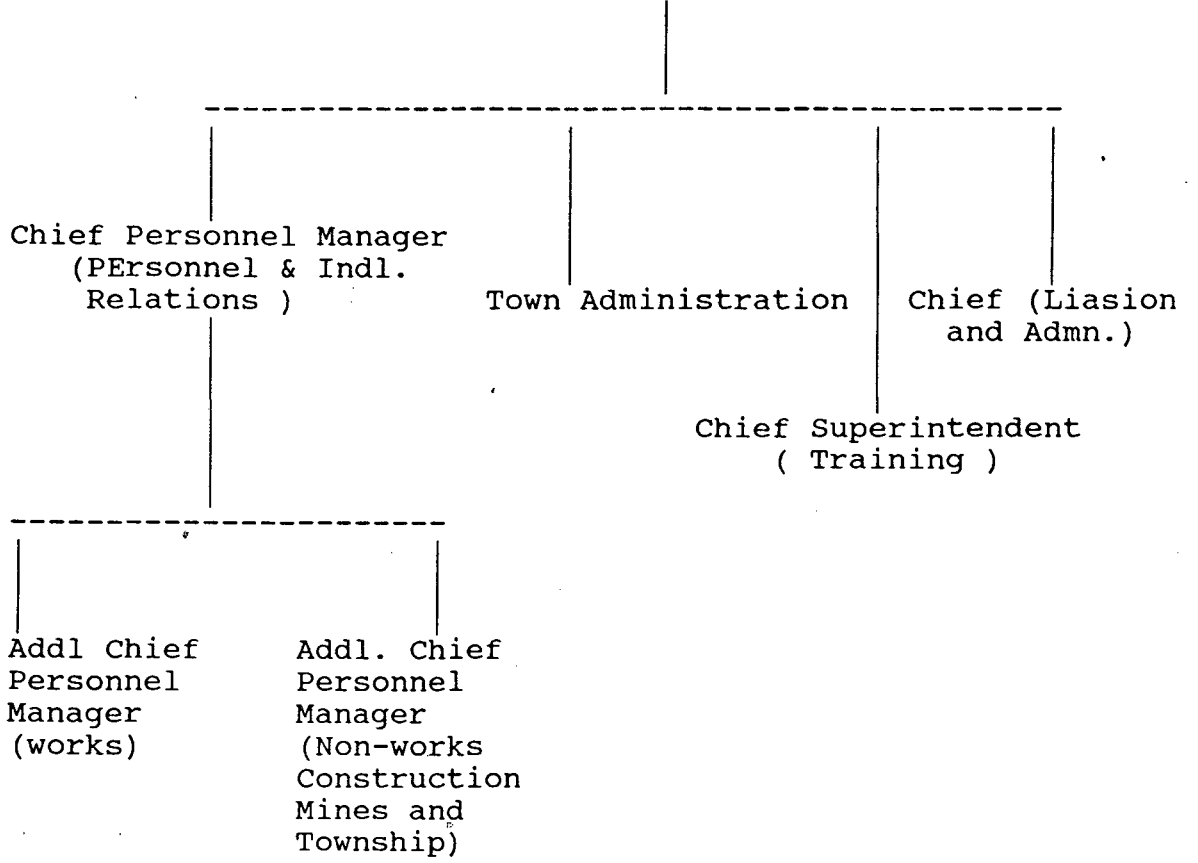 Chief Personnel Manager
(PErsonnel & Indl.
Relations )
Town Administration
Chief (Liasion
and Admn.)
Chief Superintendent
( Training )
Addl Chief
Personnel
Manager
(works)
Addl. Chief
Personnel
Manager
(Non-works
Construction
Mines and
Township)